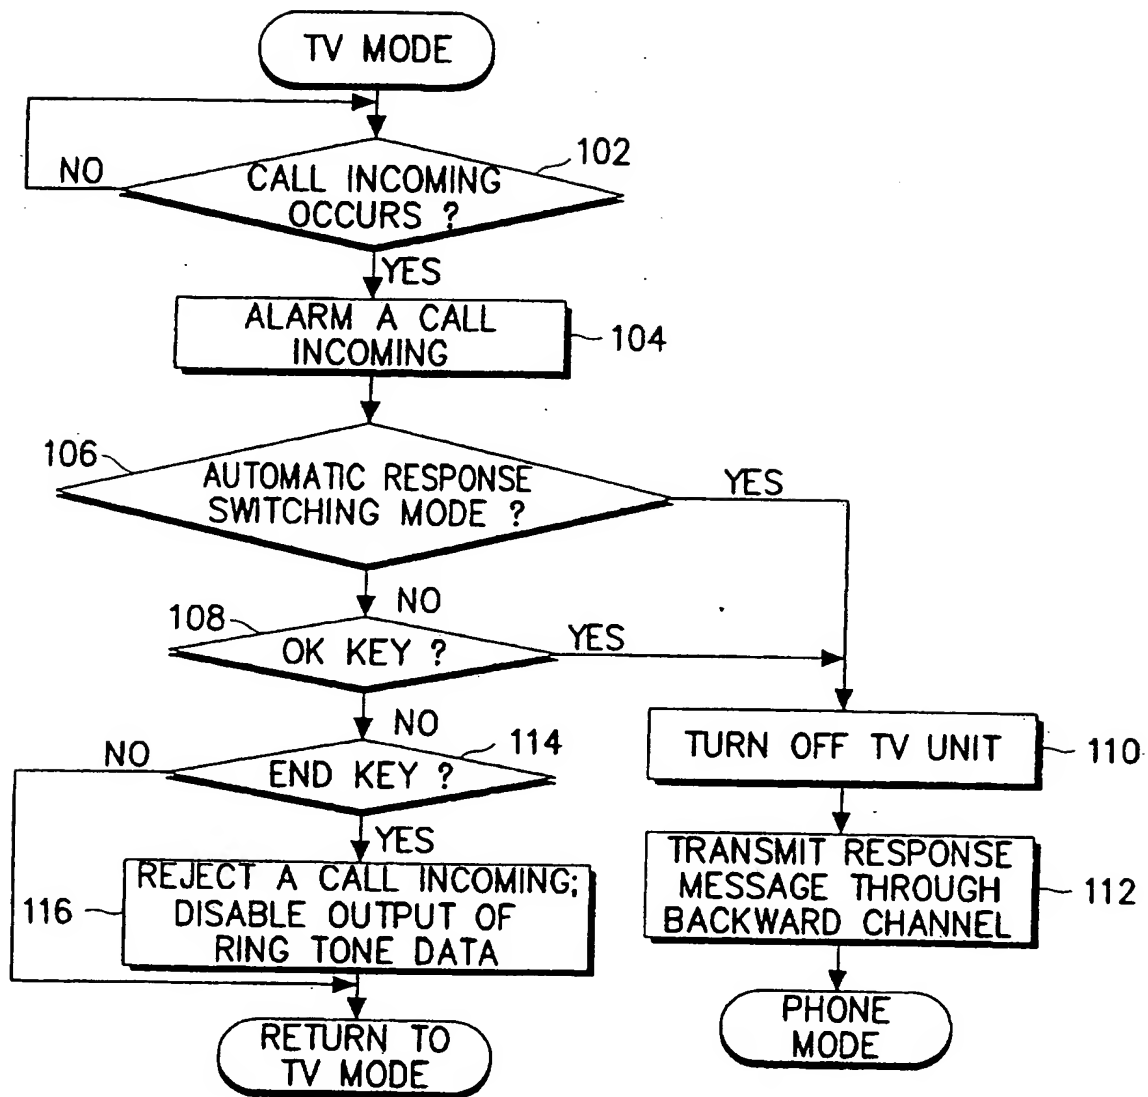 TV MODE
102
NO
CALL INCOMING
OCCURS ?
YES
ALARM A CALL
INCOMING
104
106
AUTOMATIC RESPONSE
SWITCHING MODE ?
YES
NO
108
OK KEY ?
YES
NO
114
NO
END KEY ?
TURN OFF TV UNIT
110
YES
REJECT A CALL INCOMING;
DISABLE OUTPUT OF
RING TONE DATA
116
TRANSMIT RESPONSE
MESSAGE THROUGH
BACKWARD CHANNEL
112
RETURN TO
TV MODE
PHONE
MODE